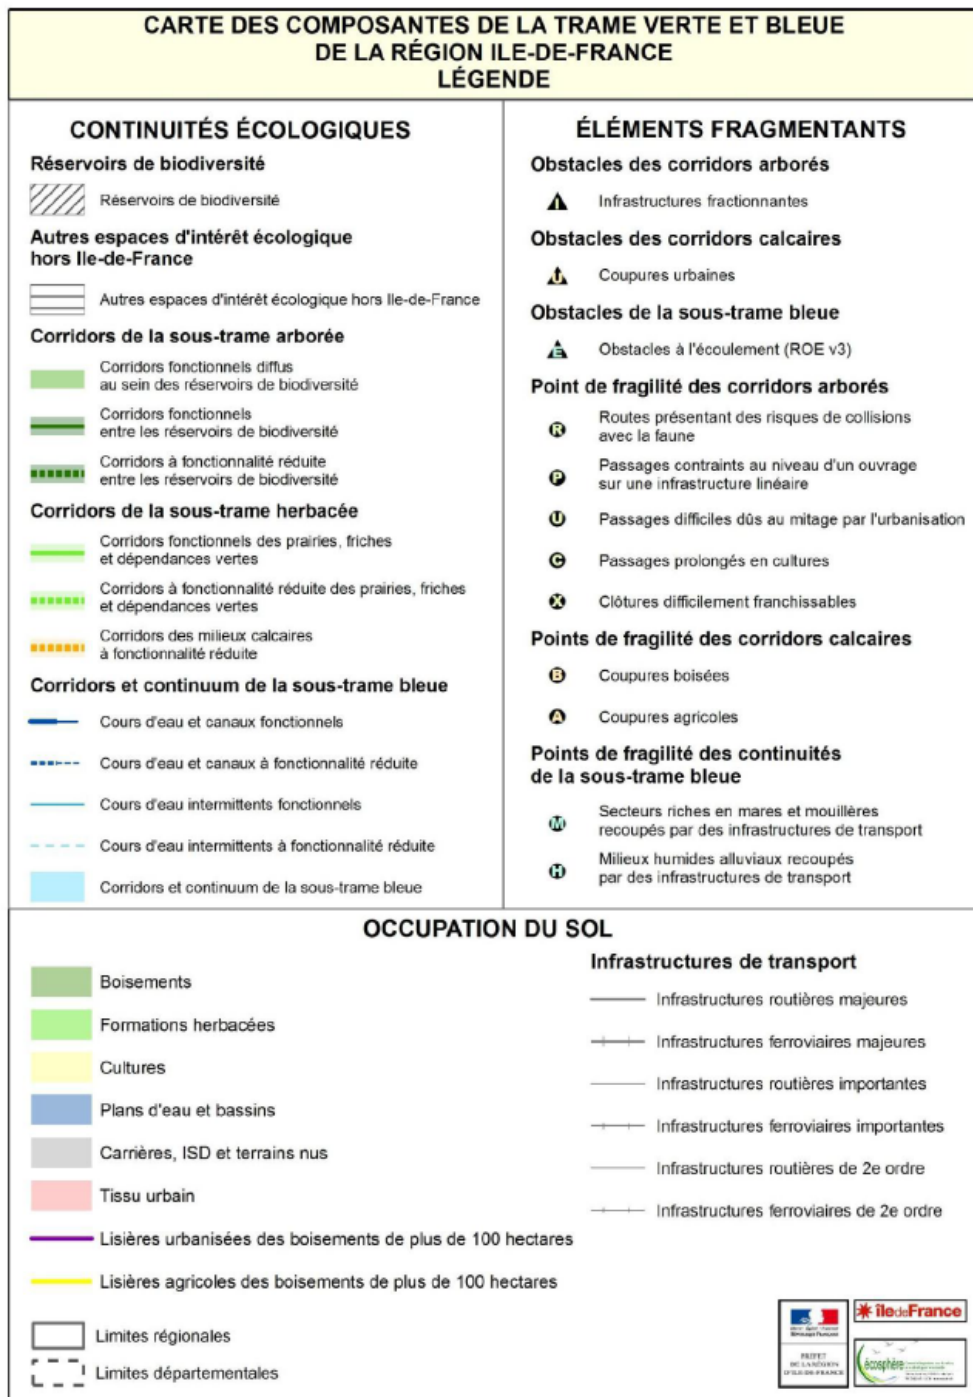 CARTE DES COMPOSANTES DE LA TRAME VERTE ET BLEUE
DE LA RÉGION ILE-DE-FRANCE
LÉGENDE
CONTINUITÉS ÉCOLOGIQUES
Réservoirs de biodiversité
Réservoirs de biodiversité
Autres espaces d'intérêt écologique
hors Ile-de-France
Autres espaces d'intérêt écologique hors Ile-de-France
Corridors de la sous-trame arborée
Corridors fonctionnels diffus
au sein des réservoirs de biodiversité
Corridors fonctionnels
entre les réservoirs de biodiversité
Corridors à fonctionnalité réduite
entre les réservoirs de biodiversité
Corridors de la sous-trame herbacée
Corridors fonctionnels des prairies, friches
et dépendances vertes
Corridors à fonctionnalité réduite des prairies, friches
et dépendances vertes
Corridors des milieux calcaires
à fonctionnalité réduite
Corridors et continuum de la sous-trame bleue
Cours d'eau et canaux fonctionnels
Cours d'eau et canaux à fonctionnalité réduite
Cours d'eau intermittents fonctionnels
Cours d'eau intermittents à fonctionnalité réduite
Corridors et continuum de la sous-trame bleue
ÉLÉMENTS FRAGMENTANTS
Obstacles des corridors arborés
I Infrastructures fractionnantes
Obstacles des corridors calcaires
U Coupures urbaines
Obstacles de la sous-trame bleue
E Obstacles à l'écoulement (ROE v3)
Point de fragilité des corridors arborés
R Routes présentant des risques de collisions
avec la faune
P Passages contraints au niveau d'un ouvrage
sur une infrastructure linéaire
U Passages difficiles dûs au mitage par l'urbanisation
C Passages prolongés en cultures
X Clôtures difficilement franchissables
Points de fragilité des corridors calcaires
B Coupures boisées
A Coupures agricoles
Points de fragilité des continuités
de la sous-trame bleue
M Secteurs riches en mares et mouillères
recoupés par des infrastructures de transport
H Milieux humides alluviaux recoupés
par des infrastructures de transport
OCCUPATION DU SOL
Boisements
Formations herbacées
Cultures
Plans d'eau et bassins
Carrières, ISD et terrains nus
Tissu urbain
Lisières urbanisées des boisements de plus de 100 hectares
Lisières agricoles des boisements de plus de 100 hectares
Limites régionales
Limites départementales
Infrastructures de transport
Infrastructures routières majeures
Infrastructures ferroviaires majeures
Infrastructures routières importantes
Infrastructures ferroviaires importantes
Infrastructures routières de 2e ordre
Infrastructures ferroviaires de 2e ordre
PRÉFET
DE LA RÉGION
D'ILE-DE-FRANCE
île de France
écosphère